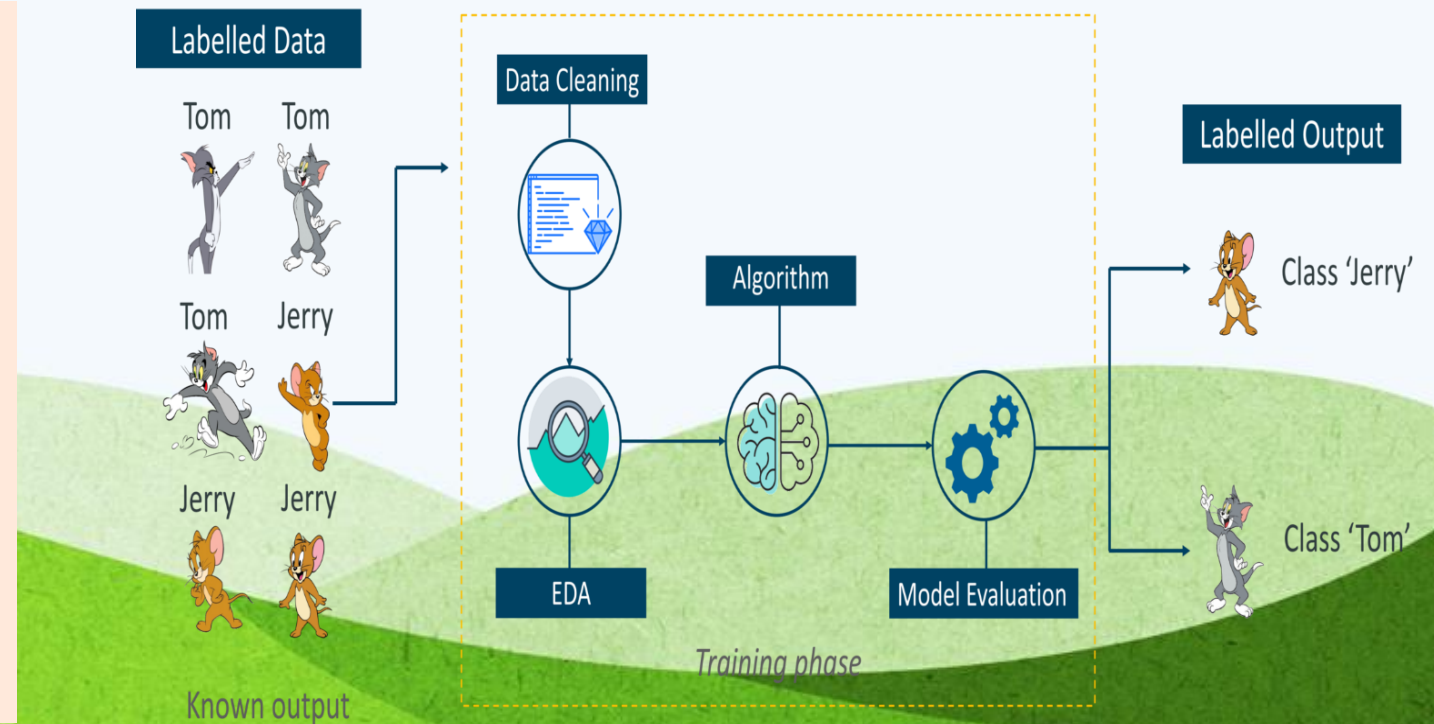 Labelled Data
Tom Tom
Tom Jerry
Jerry Jerry
Known output
Data Cleaning
EDA
Algorithm
Model Evaluation
Training phase
Labelled Output
Class ‘Jerry’
Class ‘Tom’